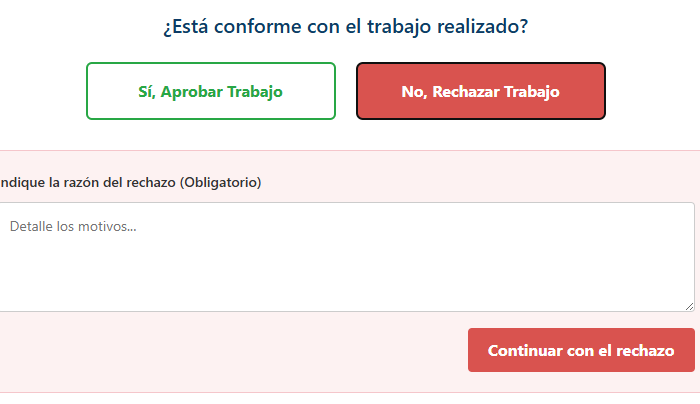 ¿Está conforme con el trabajo realizado?
Sí, Aprobar Trabajo
No, Rechazar Trabajo
ndique la razón del rechazo (Obligatorio)
Detalle los motivos...
Continuar con el rechazo